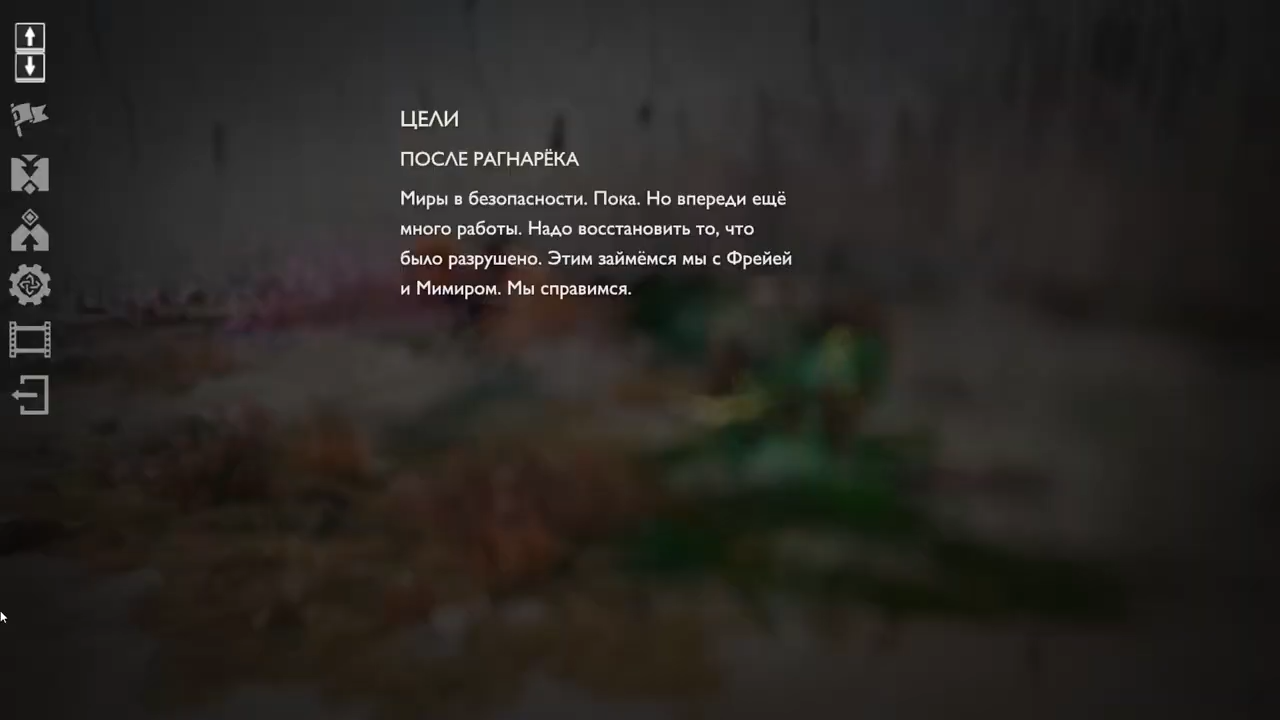 ЦЕЛИ
ПОСЛЕ РАГНАРЁКА
Миры в безопасности. Пока. Но впереди ещё
много работы. Надо восстановить то, что
было разрушено. Этим займёмся мы с Фрейей
и Мимиром. Мы справимся.